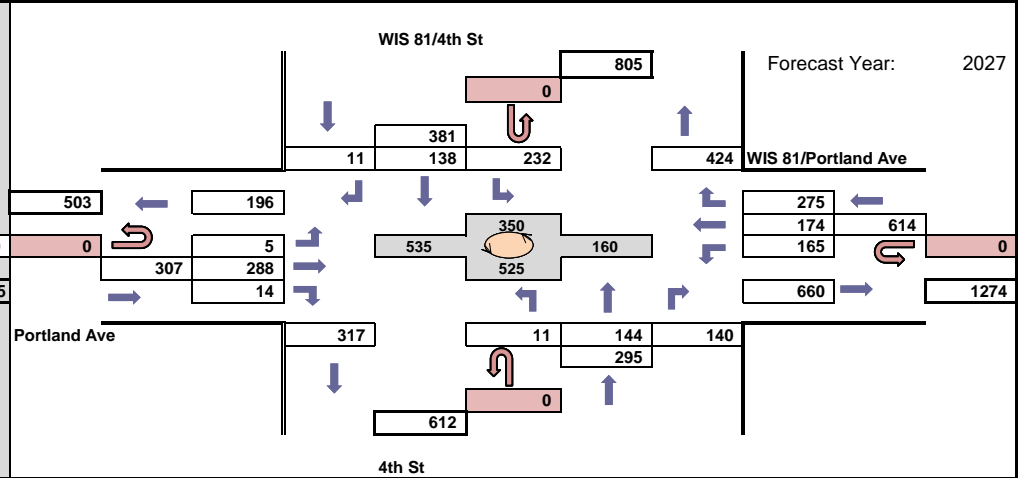 WIS 81/4th St
805
Forecast Year: 2027
0
381
11 138 232 424 WIS 81/Portland Ave
503 196 275
350 174 614
0 5 535 160 165 0
307 288 525
5 14 660 1274
Portland Ave 317 11 144 140
295
0
612
4th St